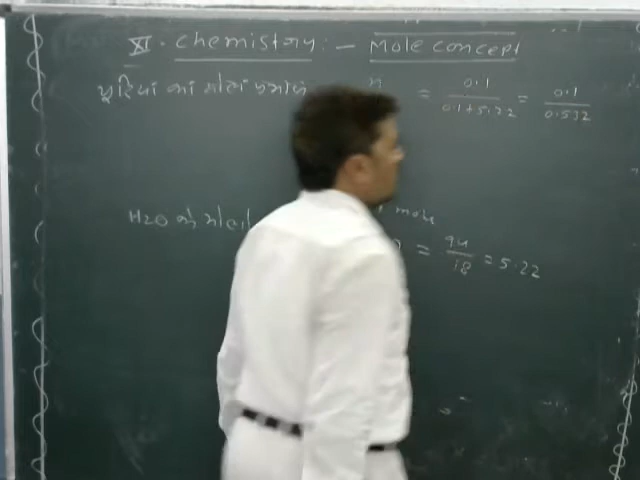 XI. Chemistry :- Mole concept
यूरिया का मोल प्रभाज n = 0.1 / 0.1+5.22 = 0.1 / 0.532
H2O के मोल mole
n = 94 / 18 = 5.22